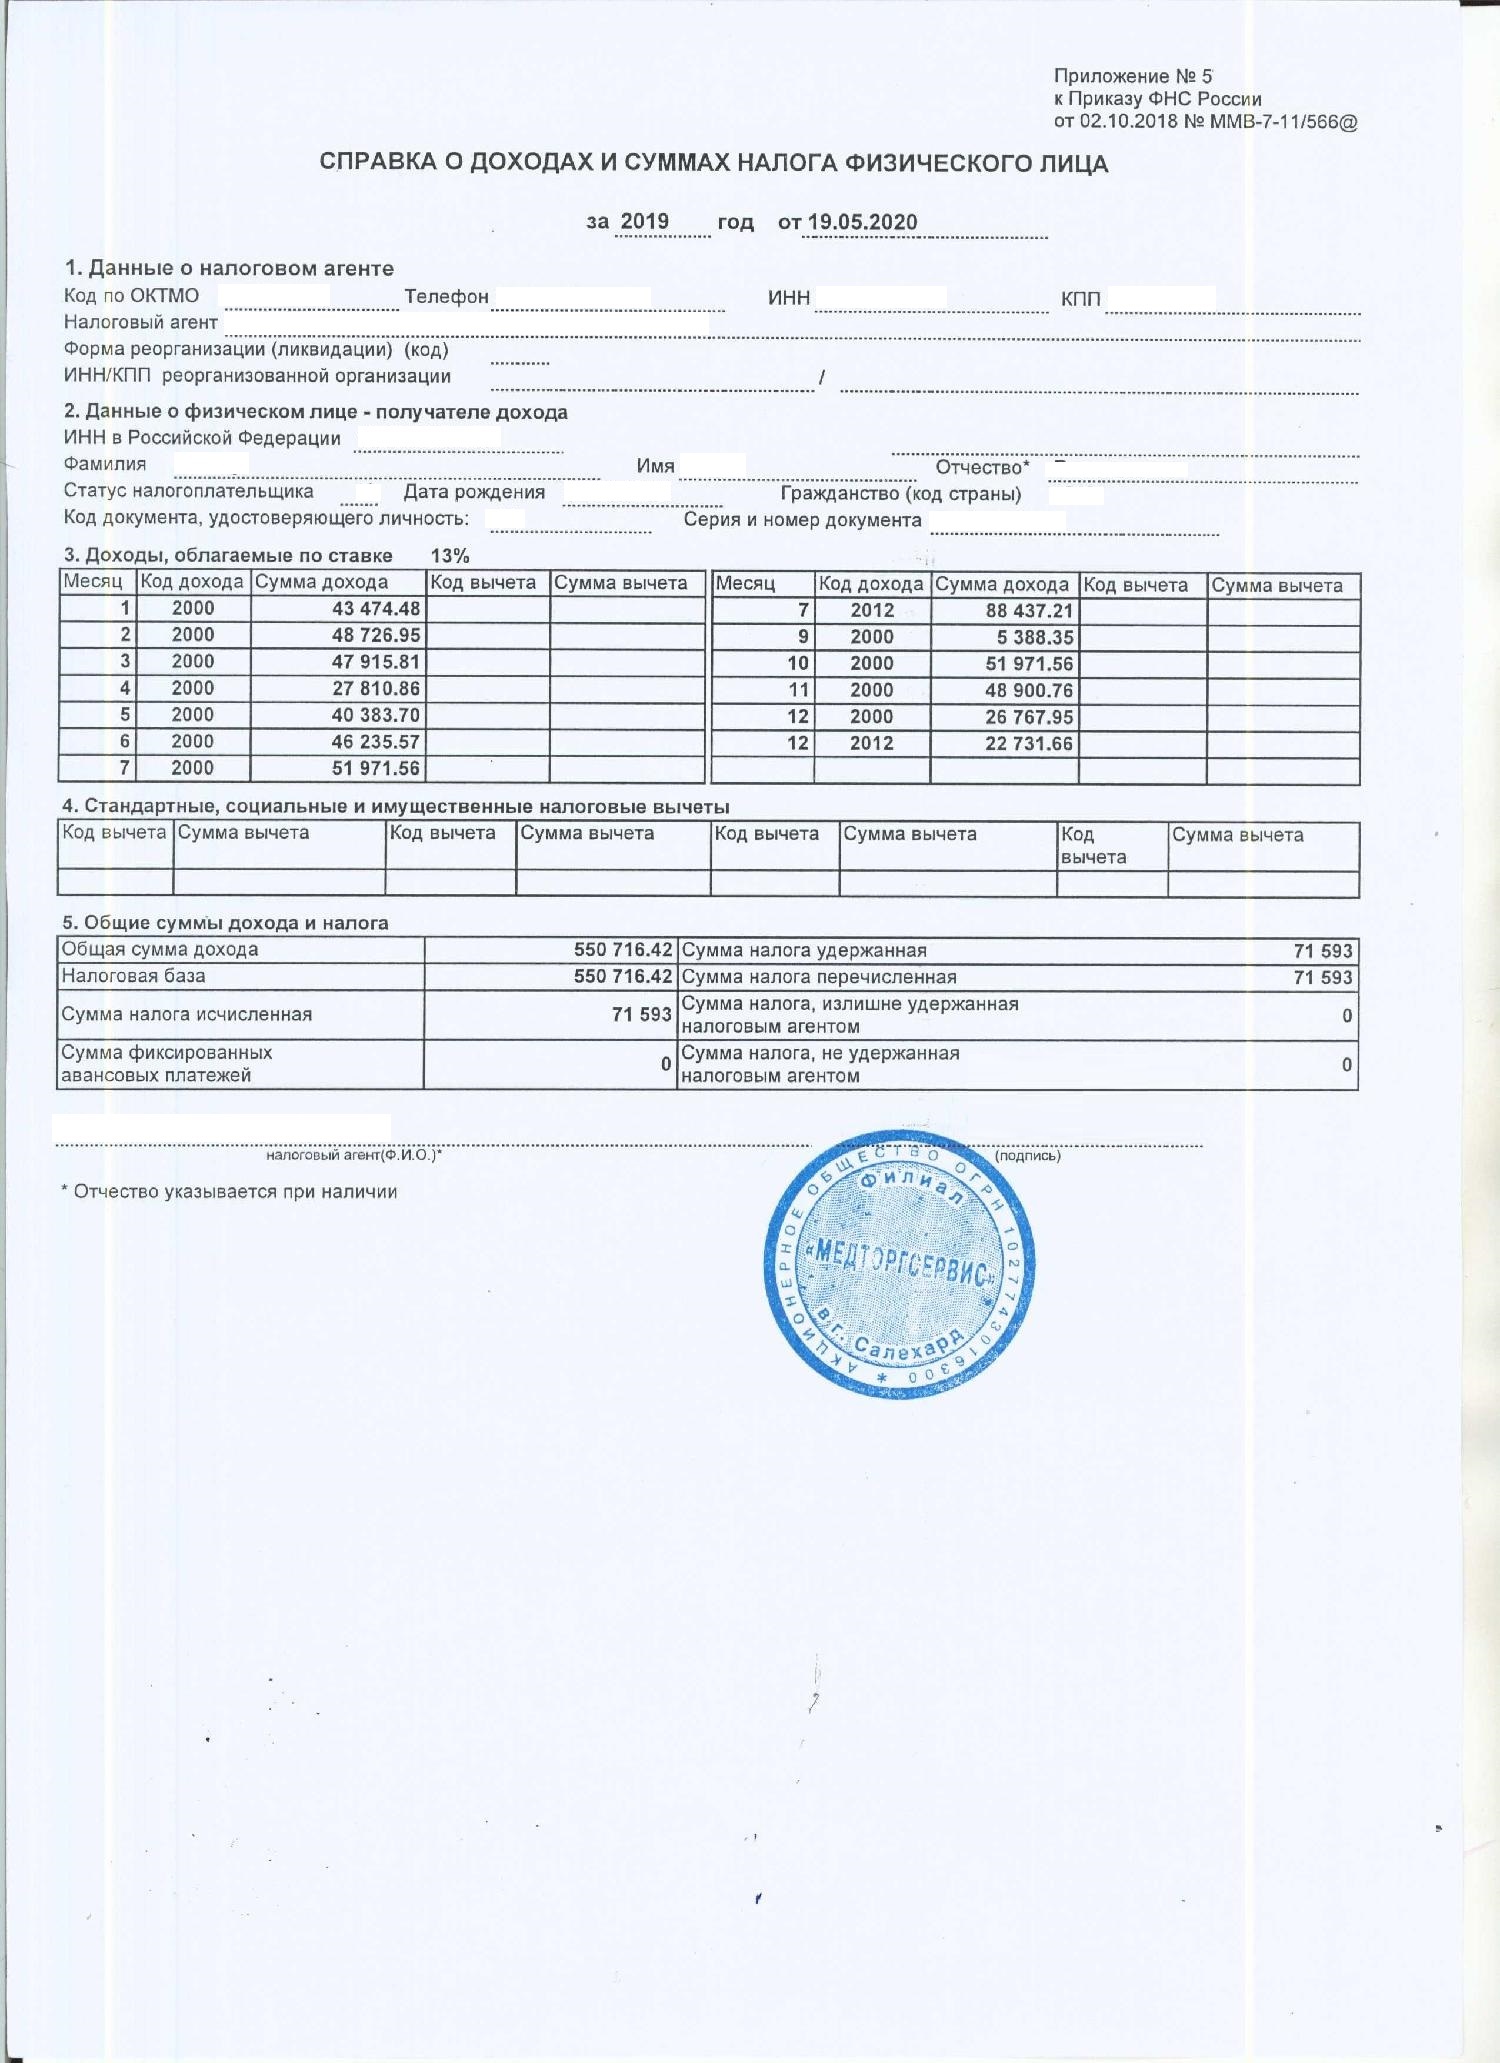 Приложение № 5
к Приказу ФНС России
от 02.10.2018 № ММВ-7-11/566@
СПРАВКА О ДОХОДАХ И СУММАХ НАЛОГА ФИЗИЧЕСКОГО ЛИЦА
за 2019 год от 19.05.2020
1. Данные о налоговом агенте
Код по ОКТМО Телефон ИНН КПП
Налоговый агент
Форма реорганизации (ликвидации) (код)
ИНН/КПП реорганизованной организации /
2. Данные о физическом лице - получателе дохода
ИНН в Российской Федерации
Фамилия Имя Отчество*
Статус налогоплательщика Дата рождения Гражданство (код страны)
Код документа, удостоверяющего личность: Серия и номер документа
3. Доходы, облагаемые по ставке 13%
Месяц Код дохода Сумма дохода Код вычета Сумма вычета Месяц Код дохода Сумма дохода Код вычета Сумма вычета
1 2000 43 474.48 7 2012 88 437.21
2 2000 48 726.95 9 2000 5 388.35
3 2000 47 915.81 10 2000 51 971.56
4 2000 27 810.86 11 2000 48 900.76
5 2000 40 383.70 12 2000 26 767.95
6 2000 46 235.57 12 2012 22 731.66
7 2000 51 971.56
4. Стандартные, социальные и имущественные налоговые вычеты
Код вычета Сумма вычета Код вычета Сумма вычета Код вычета Сумма вычета Код Сумма вычета
вычета
5. Общие суммы дохода и налога
Общая сумма дохода 550 716.42 Сумма налога удержанная 71 593
Налоговая база 550 716.42 Сумма налога перечисленная 71 593
Сумма налога исчисленная 71 593 Сумма налога, излишне удержанная
налоговым агентом 0
Сумма фиксированных Сумма налога, не удержанная
авансовых платежей 0 налоговым агентом 0
налоговый агент(Ф.И.О.)* (подпись)
* Отчество указывается при наличии
АКЦИОНЕРНОЕ ОБЩЕСТВО ОГРН 1027743016300 *
Филиал
«МЕДТОРГСЕРВИС»
в г. Салехард